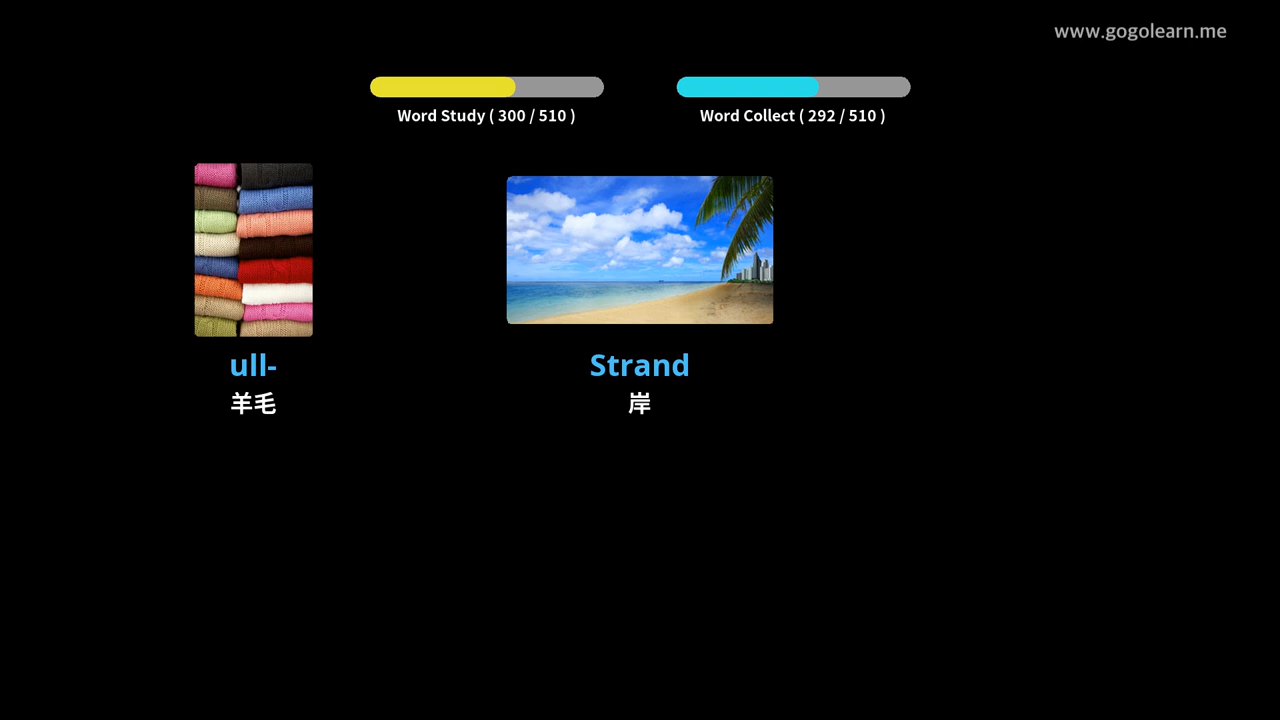 www.gogolearn.me
Word Study ( 300 / 510 )
Word Collect ( 292 / 510 )
ull-
羊毛
Strand
岸